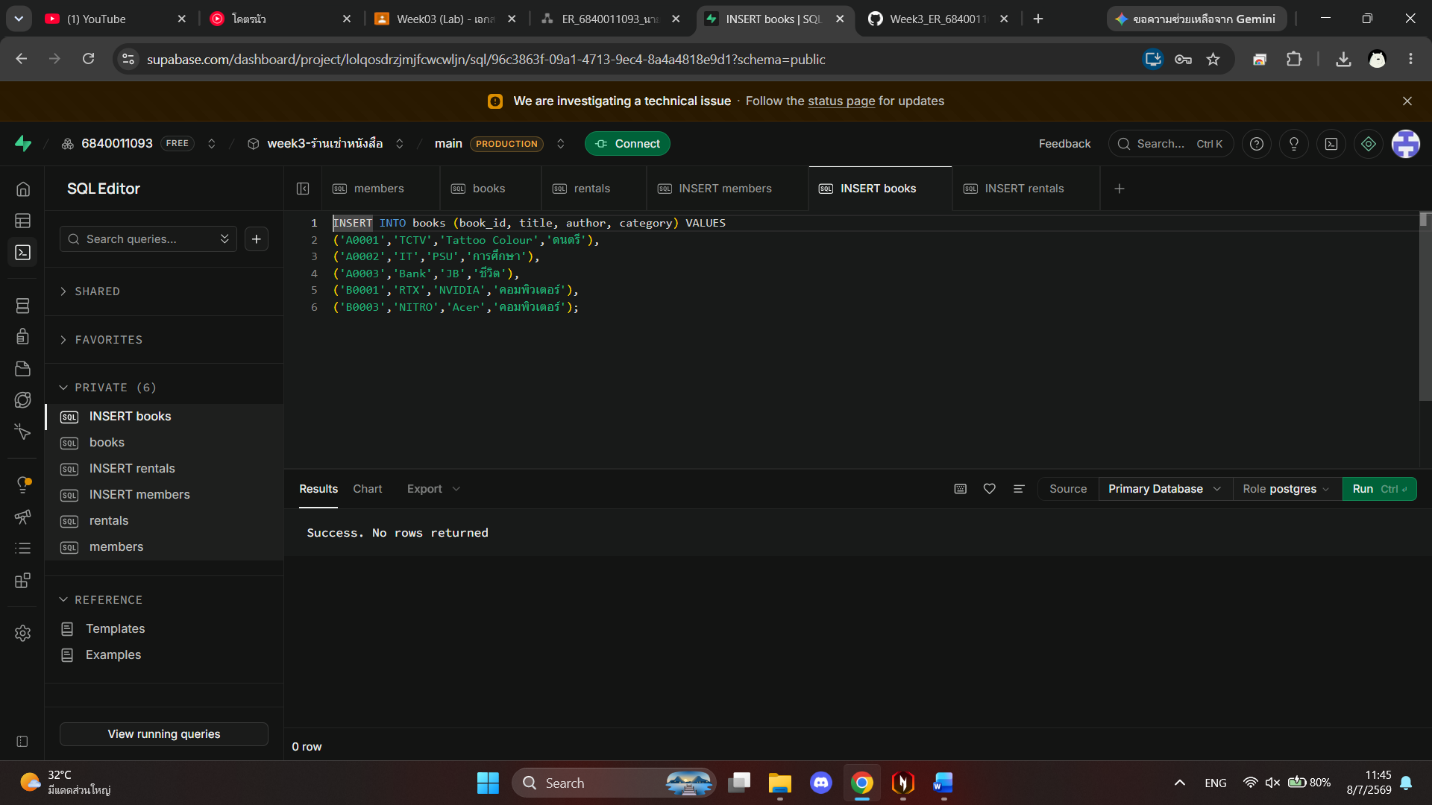 (1) YouTube
โคตรนัว
Week03 (Lab) - เอกส
ER_6840011093_นาย
INSERT books | SQL
Week3_ER_6840011
ขอความช่วยเหลือจาก Gemini
supabase.com/dashboard/project/lolqosdrzjmjfcwcwljn/sql/96c3863f-09a1-4713-9ec4-8a4a4818e9d1?schema=public
We are investigating a technical issue · Follow the status page for updates
6840011093 FREE
week3-ร้านเช่าหนังสือ
main PRODUCTION
Connect
Feedback
Search... Ctrl K
SQL Editor
members
books
rentals
INSERT members
INSERT books
INSERT rentals
Search queries...
SHARED
FAVORITES
PRIVATE (6)
SQL INSERT books
SQL books
SQL INSERT rentals
SQL INSERT members
SQL rentals
SQL members
REFERENCE
Templates
Examples
View running queries
1 INSERT INTO books (book_id, title, author, category) VALUES
2 ('A0001','TCTV','Tattoo Colour','ดนตรี'),
3 ('A0002','IT','PSU','การศึกษา'),
4 ('A0003','Bank','JB','ชีวิต'),
5 ('B0001','RTX','NVIDIA','คอมพิวเตอร์'),
6 ('B0003','NITRO','Acer','คอมพิวเตอร์');
Results Chart Export
Source Primary Database Role postgres Run Ctrl
Success. No rows returned
0 row
32°C
มีแดดส่วนใหญ่
Search
ENG
80%
11:45
8/7/2569